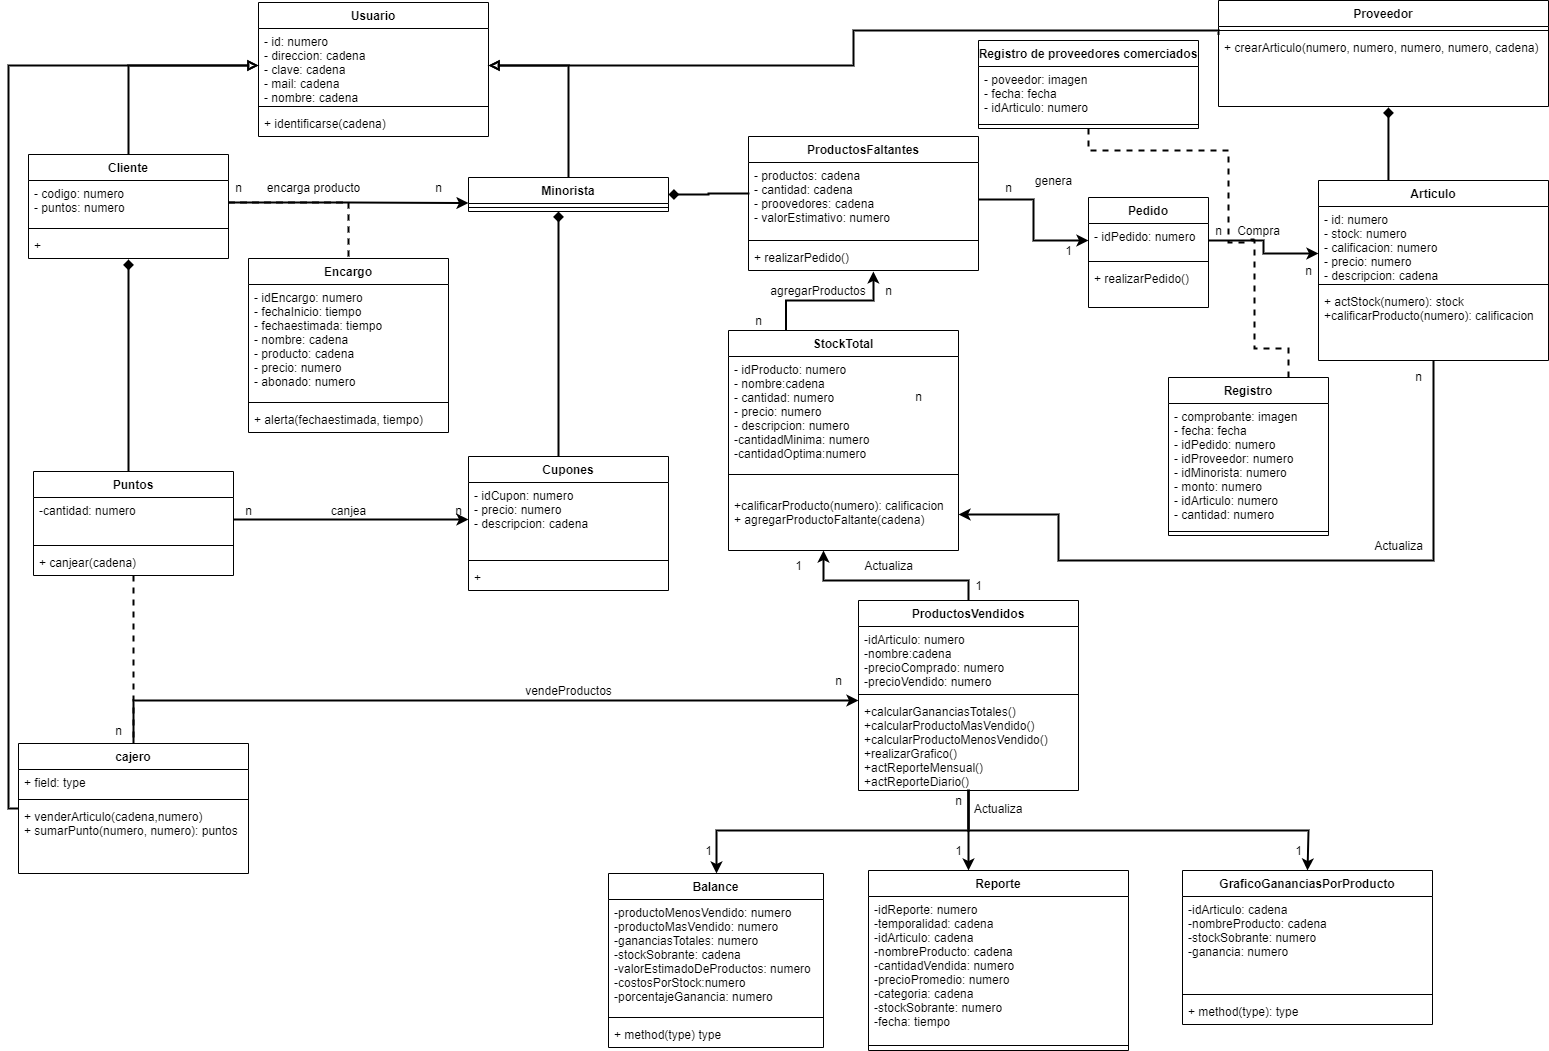 Usuario
- id: numero
- direccion: cadena
- clave: cadena
- mail: cadena
- nombre: cadena
+ identificarse(cadena)
Proveedor
+ crearArticulo(numero, numero, numero, numero, cadena)
Registro de proveedores comerciados
- poveedor: imagen
- fecha: fecha
- idArticulo: numero
Cliente
- codigo: numero
- puntos: numero
+
n
encarga producto
n
Minorista
ProductosFaltantes
- productos: cadena
- cantidad: cadena
- proovedores: cadena
- valorEstimativo: numero
+ realizarPedido()
n
genera
1
Pedido
- idPedido: numero
+ realizarPedido()
n
Compra
n
Articulo
- id: numero
- stock: numero
- calificacion: numero
- precio: numero
- descripcion: cadena
+ actStock(numero): stock
+calificarProducto(numero): calificacion
n
Encargo
- idEncargo: numero
- fechaInicio: tiempo
- fechaestimada: tiempo
- nombre: cadena
- producto: cadena
- precio: numero
- abonado: numero
+ alerta(fechaestimada, tiempo)
agregarProductos
n
n
StockTotal
- idProducto: numero
- nombre:cadena
- cantidad: numero
n
- precio: numero
- descripcion: numero
-cantidadMinima: numero
-cantidadOptima:numero
+calificarProducto(numero): calificacion
+ agregarProductoFaltante(cadena)
Registro
- comprobante: imagen
- fecha: fecha
- idPedido: numero
- idProveedor: numero
- idMinorista: numero
- monto: numero
- idArticulo: numero
- cantidad: numero
Actualiza
Puntos
-cantidad: numero
+ canjear(cadena)
n
canjea
n
Cupones
- idCupon: numero
- precio: numero
- descripcion: cadena
+
1
Actualiza
1
ProductosVendidos
-idArticulo: numero
-nombre:cadena
-precioComprado: numero
-precioVendido: numero
+calcularGananciasTotales()
+calcularProductoMasVendido()
+calcularProductoMenosVendido()
+realizarGrafico()
+actReporteMensual()
+actReporteDiario()
n
vendeProductos
n
cajero
+ field: type
+ venderArticulo(cadena,numero)
+ sumarPunto(numero, numero): puntos
n
Actualiza
1
1
1
Balance
-productoMenosVendido: numero
-productoMasVendido: numero
-gananciasTotales: numero
-stockSobrante: cadena
-valorEstimadoDeProductos: numero
-costosPorStock:numero
-porcentajeGanancia: numero
+ method(type) type
Reporte
-idReporte: numero
-temporalidad: cadena
-idArticulo: cadena
-nombreProducto: cadena
-cantidadVendida: numero
-precioPromedio: numero
-categoria: cadena
-stockSobrante: numero
-fecha: tiempo
GraficoGananciasPorProducto
-idArticulo: cadena
-nombreProducto: cadena
-stockSobrante: numero
-ganancia: numero
+ method(type): type